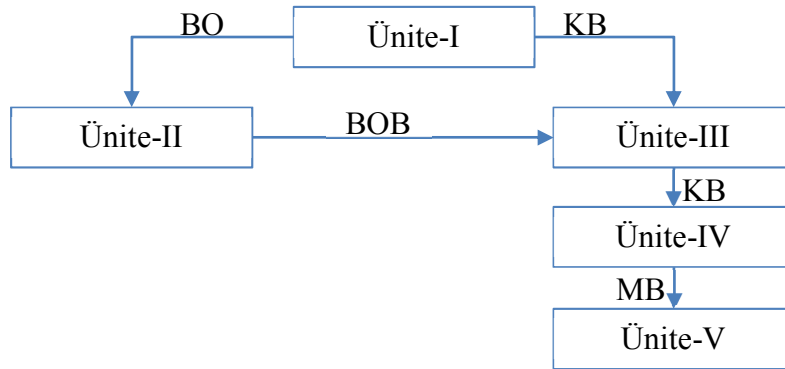 BO
Ünite-I
KB
Ünite-II
BOB
Ünite-III
KB
Ünite-IV
MB
Ünite-V